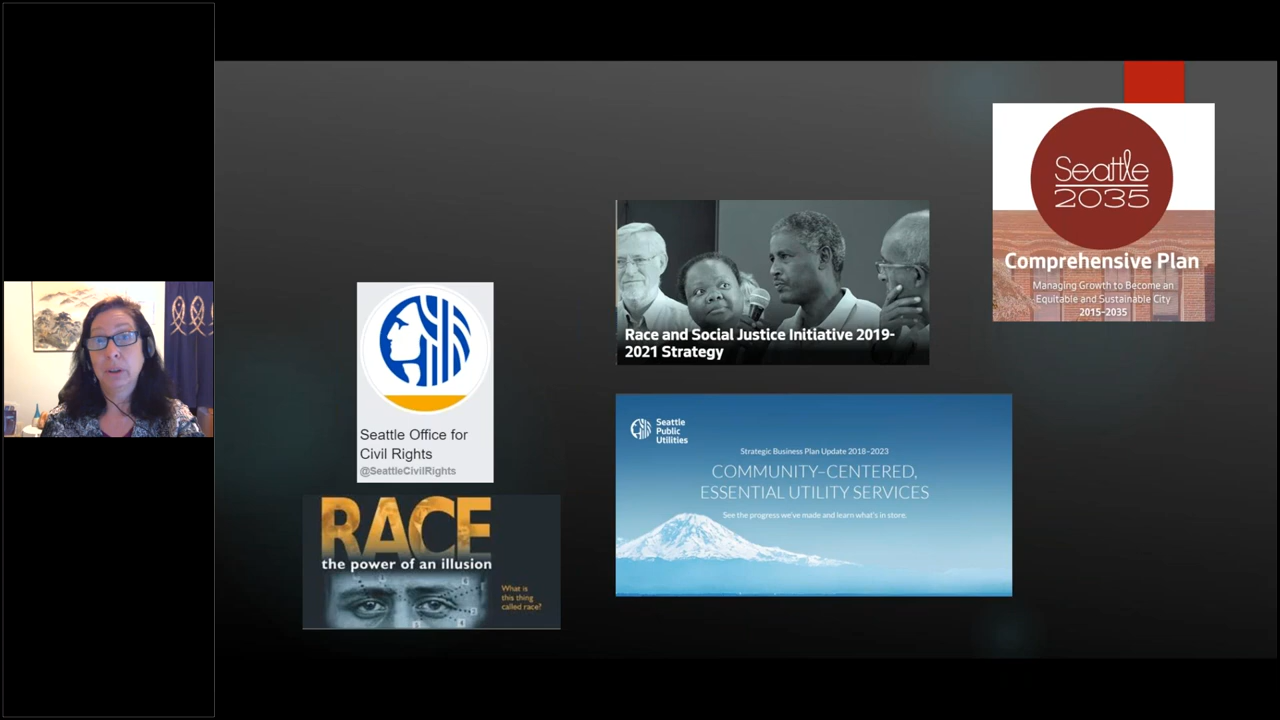 Seattle
2035
Comprehensive Plan
Managing Growth to Become an
Equitable and Sustainable City
2015-2035
Race and Social Justice Initiative 2019-
2021 Strategy
Seattle Office for
Civil Rights
@SeattleCivilRights
Seattle
Public
Utilities
Strategic Business Plan Update 2018–2023
COMMUNITY–CENTERED,
ESSENTIAL UTILITY SERVICES
See the progress we've made and learn what's in store.
RACE
the power of an illusion
What is
this thing
called race?